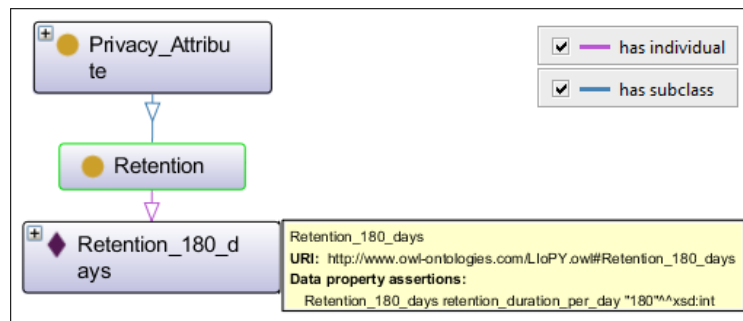 Privacy_Attribu
te
has individual
has subclass
Retention
Retention_180_d
ays
Retention_180_days
URI: http://www.owl-ontologies.com/LIoPY.owl#Retention_180_days
Data property assertions:
Retention_180_days retention_duration_per_day "180"^^xsd:int